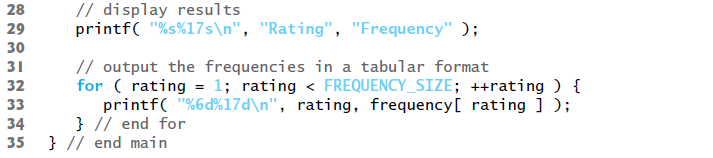 28 // display results
29 printf( "%s%17s\n", "Rating", "Frequency" );
30
31 // output the frequencies in a tabular format
32 for ( rating = 1; rating < FREQUENCY_SIZE; ++rating ) {
33 printf( "%6d%17d\n", rating, frequency[ rating ] );
34 } // end for
35 } // end main